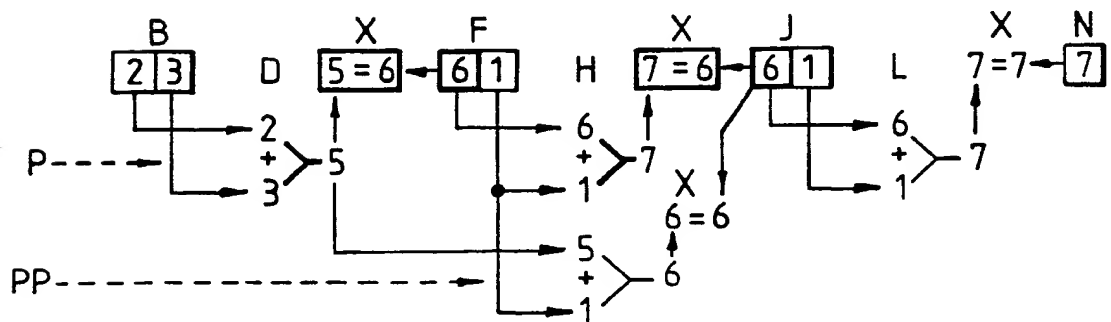 B X F X J X N
2 3 D 5 = 6 6 1 H 7 = 6 6 1 L 7 = 7 7
2 6 6
P + 5 + 7 + 7
3 1 X 1
6 = 6
5
PP + 6
1